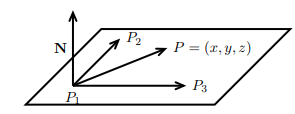 P₂
N
P = (x, y, z)
P₃
P₁